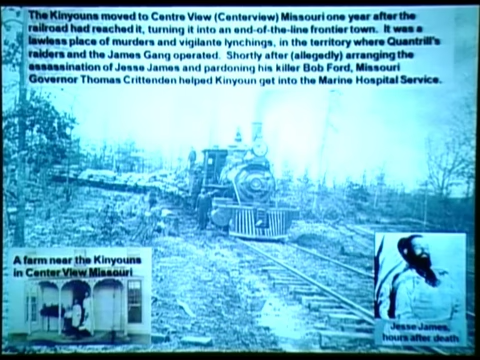 The Kinyouns moved to Centre View (Centerview) Missouri one year after the
railroad had reached it, turning it into an end-of-the-line frontier town.  It was a
lawless place of murders and vigilante lynchings, in the territory where Quantrill's
raiders and the James Gang operated.  Shortly after (allegedly) arranging the
assassination of Jesse James and pardoning his killer Bob Ford, Missouri
Governor Thomas Crittenden helped Kinyoun get into the Marine Hospital Service.
A farm near the Kinyouns
in Center View Missouri
Jesse James,
hours after death